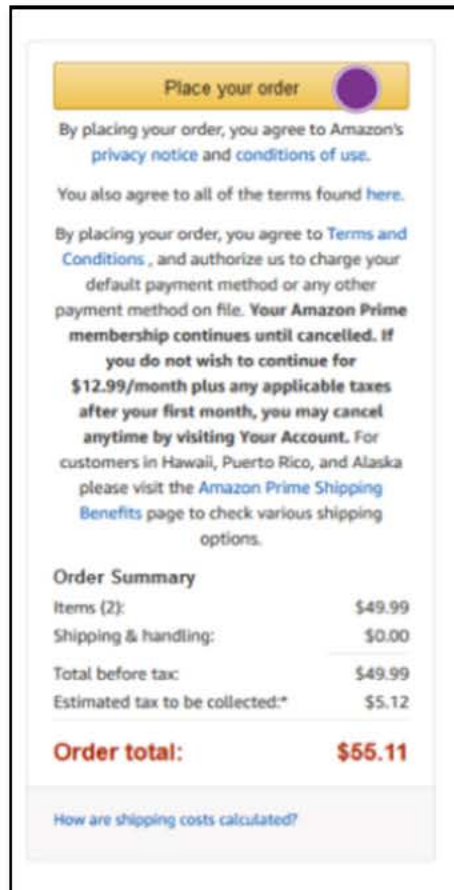 Place your order
By placing your order, you agree to Amazon's
privacy notice and conditions of use.
You also agree to all of the terms found here.
By placing your order, you agree to Terms and
Conditions , and authorize us to charge your
default payment method or any other
payment method on file. Your Amazon Prime
membership continues until cancelled. If
you do not wish to continue for
$12.99/month plus any applicable taxes
after your first month, you may cancel
anytime by visiting Your Account. For
customers in Hawaii, Puerto Rico, and Alaska
please visit the Amazon Prime Shipping
Benefits page to check various shipping
options.
Order Summary
Items (2): $49.99
Shipping & handling: $0.00
Total before tax: $49.99
Estimated tax to be collected:* $5.12
Order total: $55.11
How are shipping costs calculated?